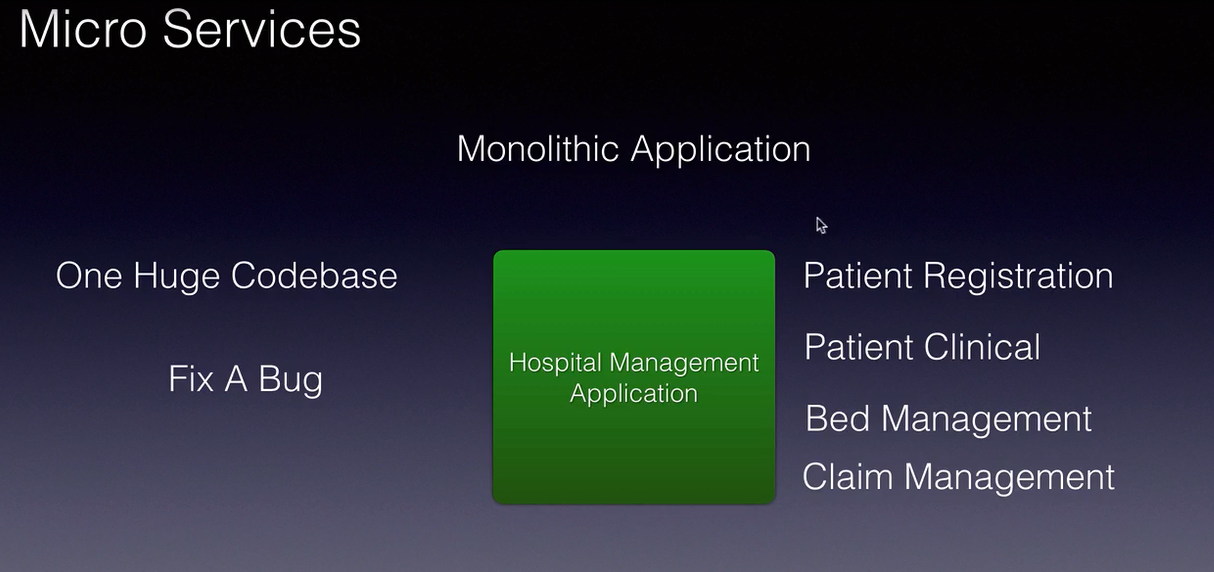 Micro Services
Monolithic Application
One Huge Codebase
Fix A Bug
Hospital Management
Application
Patient Registration
Patient Clinical
Bed Management
Claim Management